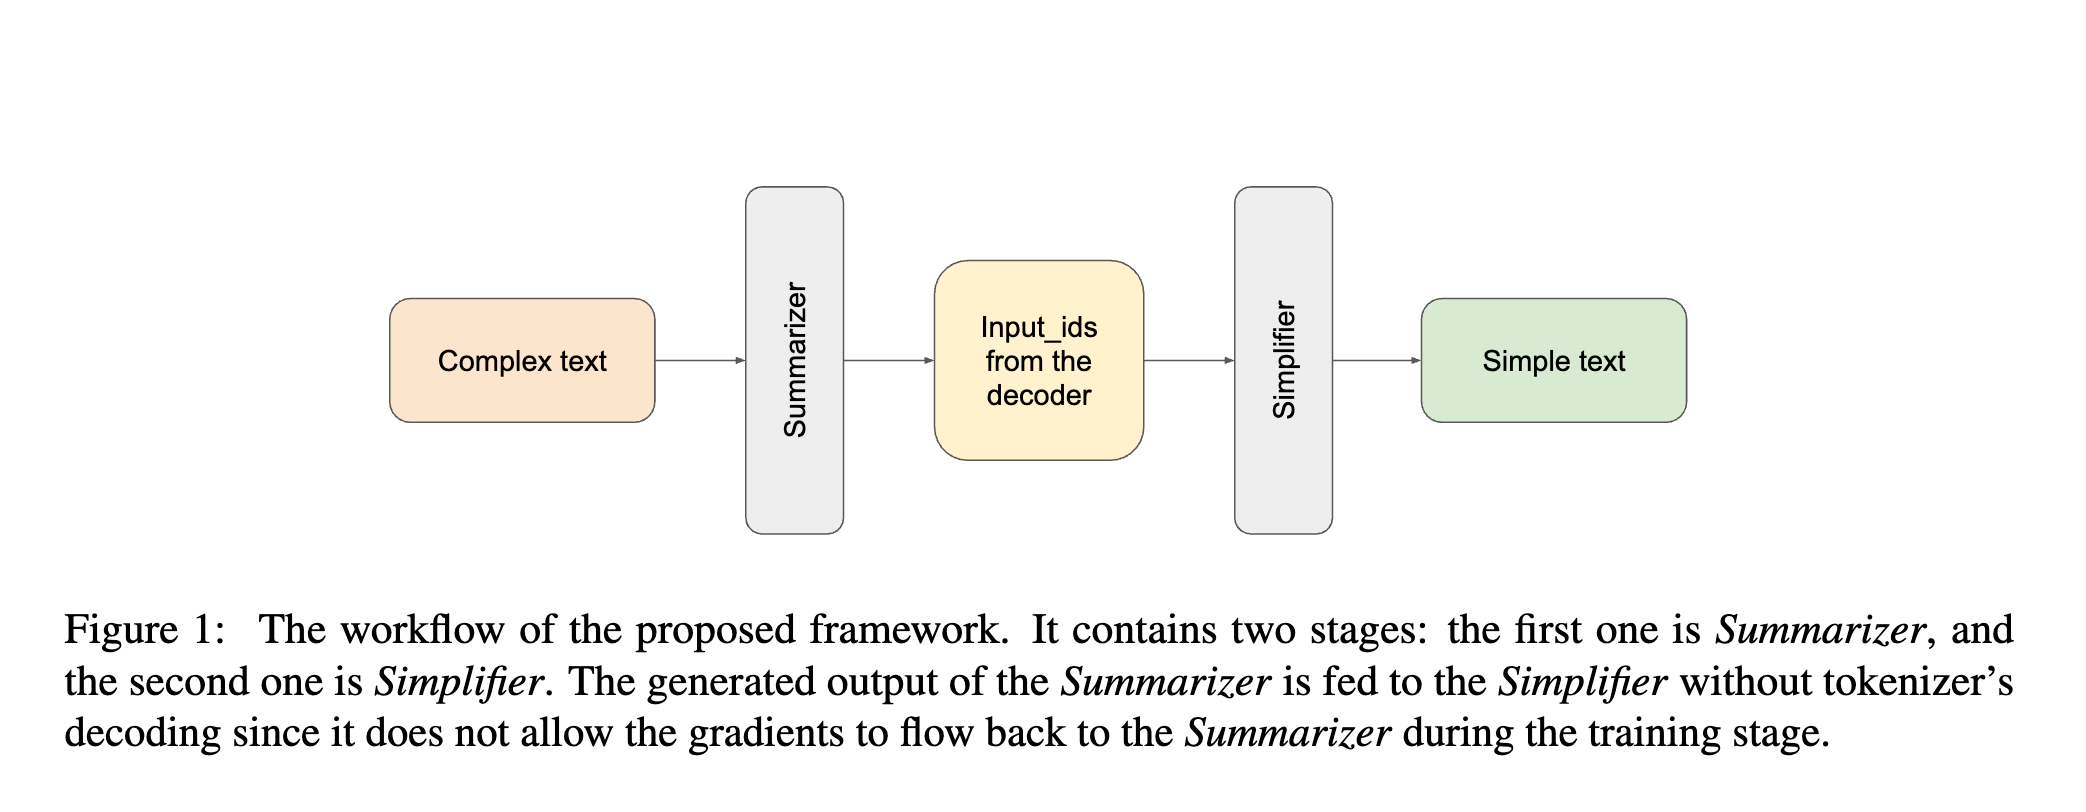 Complex text
Summarizer
Input_ids
from the
decoder
Simplifier
Simple text
Figure 1: The workflow of the proposed framework. It contains two stages: the first one is Summarizer, and
the second one is Simplifier. The generated output of the Summarizer is fed to the Simplifier without tokenizer’s
decoding since it does not allow the gradients to flow back to the Summarizer during the training stage.